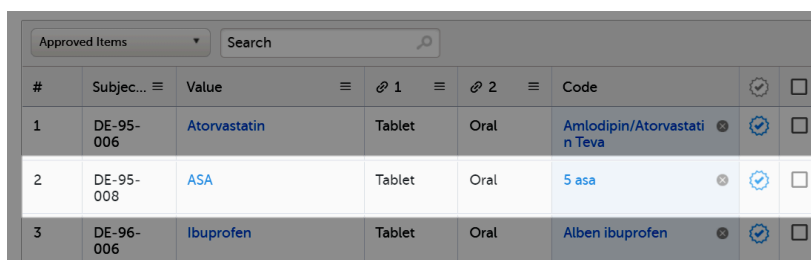 Approved Items Search
# Subjec... Value 1 2 Code
1 DE-95-006 Atorvastatin Tablet Oral Amlodipin/Atorvastatin Teva
2 DE-95-008 ASA Tablet Oral 5 asa
3 DE-96-006 Ibuprofen Tablet Oral Alben ibuprofen